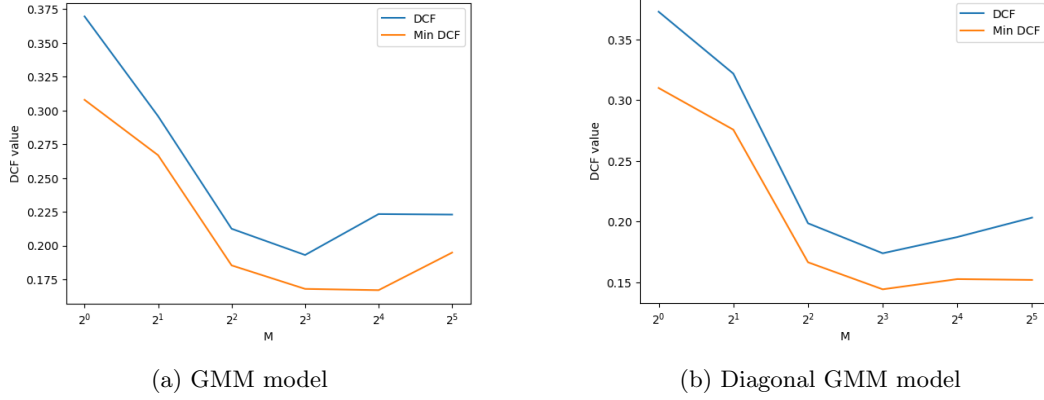 0.375
0.350
0.325
0.300
0.275
0.250
0.225
0.200
0.175
DCF value
2^0 2^1 2^2 2^3 2^4 2^5
M
DCF
Min DCF
(a) GMM model
0.35
0.30
0.25
0.20
0.15
DCF value
2^0 2^1 2^2 2^3 2^4 2^5
M
DCF
Min DCF
(b) Diagonal GMM model